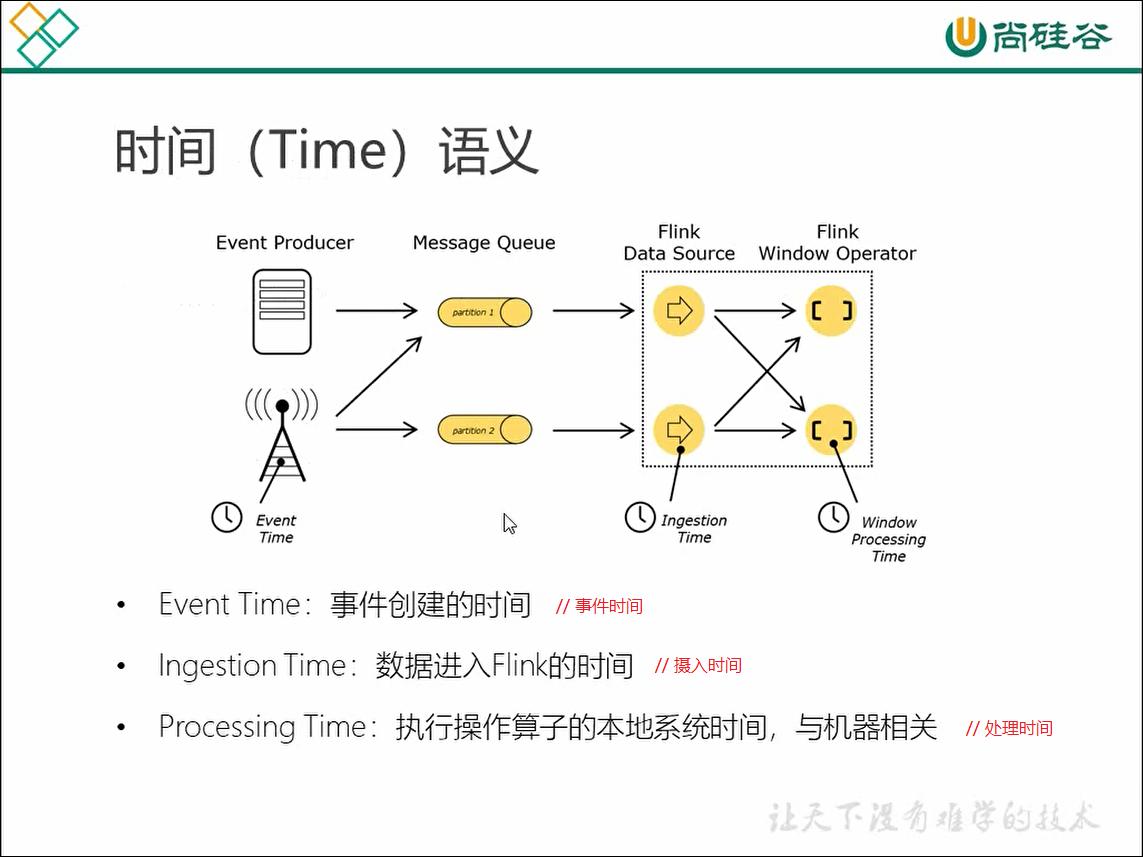 尚硅谷
时间（Time）语义
Event Producer
Message Queue
Flink
Data Source
Flink
Window Operator
partition 1
partition 2
Event
Time
Ingestion
Time
Window
Processing
Time
• Event Time：事件创建的时间 // 事件时间
• Ingestion Time：数据进入Flink的时间 // 摄入时间
• Processing Time：执行操作算子的本地系统时间，与机器相关 // 处理时间
让天下没有难学的技术